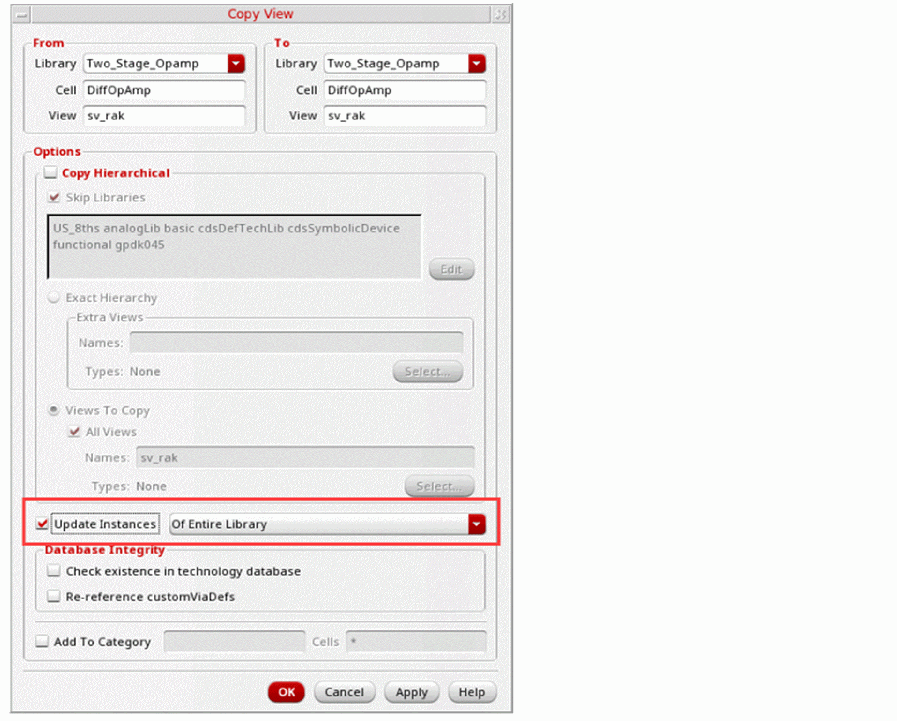 Copy View
From
Library Two_Stage_Opamp
Cell DiffOpAmp
View sv_rak
To
Library Two_Stage_Opamp
Cell DiffOpAmp
View sv_rak
Options
Copy Hierarchical
Skip Libraries
US_8ths analogLib basic cdsDefTechLib cdsSymbolicDevice
functional gpdk045
Edit
Exact Hierarchy
Extra Views
Names:
Types: None Select...
Views To Copy
All Views
Names: sv_rak
Types: None Select...
Update Instances Of Entire Library
Database Integrity
Check existence in technology database
Re-reference customViaDefs
Add To Category Cells *
OK Cancel Apply Help